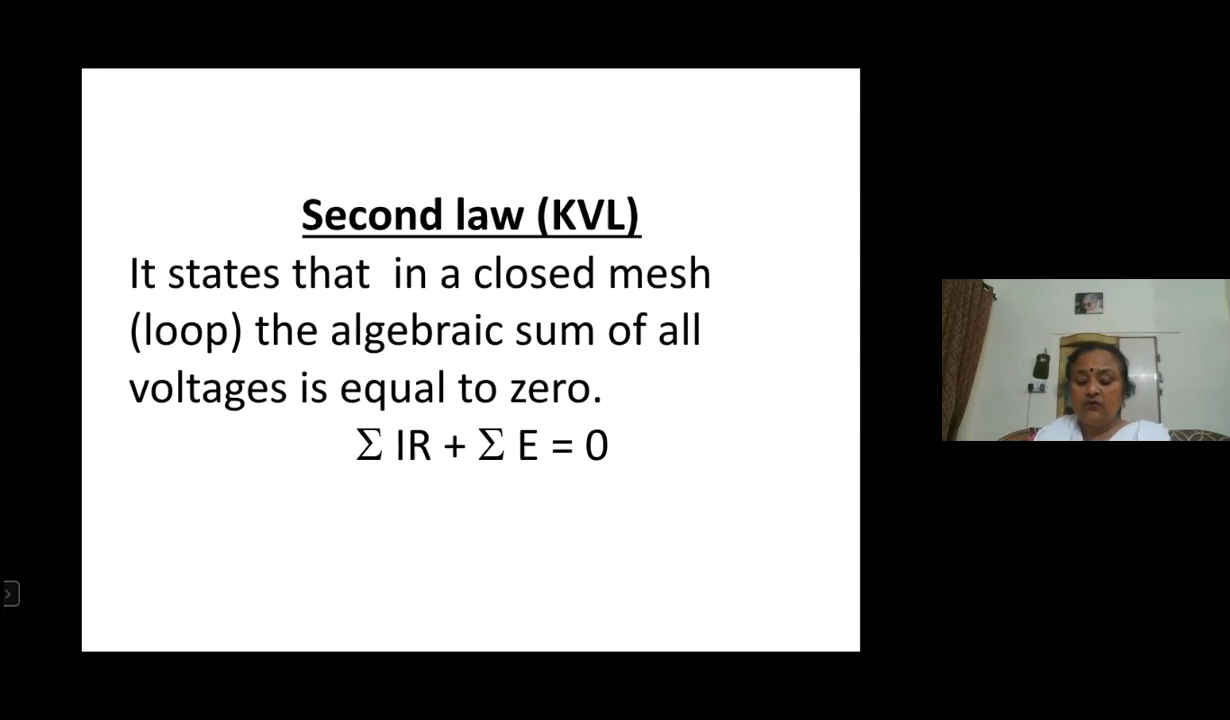 Second law (KVL)
It states that  in a closed mesh
(loop) the algebraic sum of all
voltages is equal to zero.
Σ IR + Σ E = 0